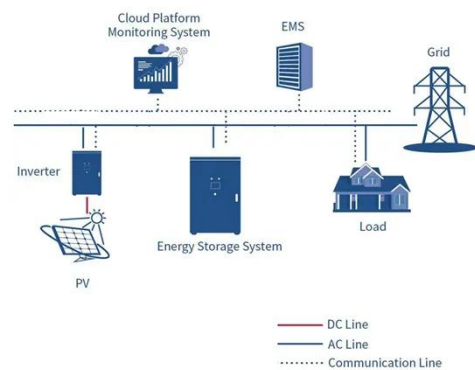 Cloud Platform
Monitoring System
EMS
Grid
Inverter
Energy Storage System
Load
PV
DC Line
AC Line
Communication Line